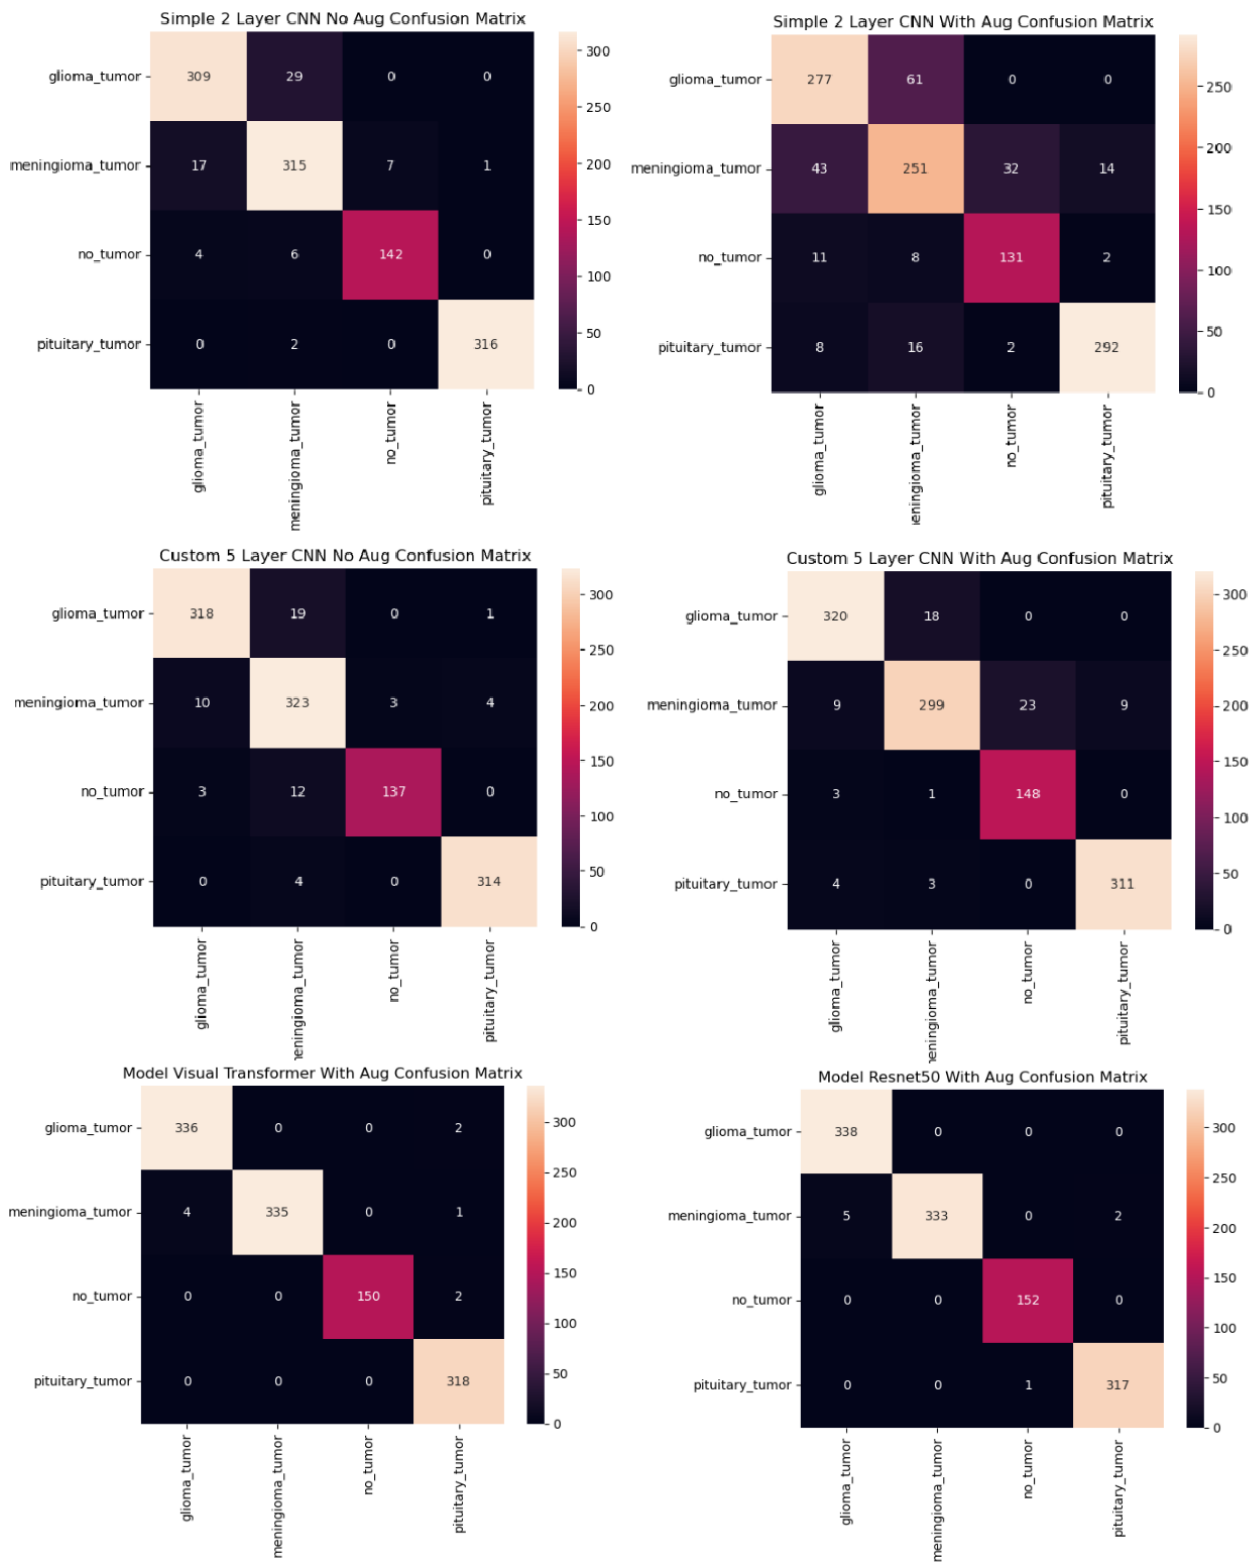 Simple 2 Layer CNN No Aug Confusion Matrix
glioma_tumor 309 29 0 0
meningioma_tumor 17 315 7 1
no_tumor 4 6 142 0
pituitary_tumor 0 2 0 316
300
250
200
150
100
50
0
glioma_tumor
meningioma_tumor
no_tumor
pituitary_tumor
Simple 2 Layer CNN With Aug Confusion Matrix
glioma_tumor 277 61 0 0
meningioma_tumor 43 251 32 14
no_tumor 11 8 131 2
pituitary_tumor 8 16 2 292
250
200
150
100
50
0
glioma_tumor
eningioma_tumor
no_tumor
pituitary_tumor
Custom 5 Layer CNN No Aug Confusion Matrix
glioma_tumor 318 19 0 1
meningioma_tumor 10 323 3 4
no_tumor 3 12 137 0
pituitary_tumor 0 4 0 314
300
250
200
150
100
50
0
glioma_tumor
eningioma_tumor
no_tumor
pituitary_tumor
Custom 5 Layer CNN With Aug Confusion Matrix
glioma_tumor 320 18 0 0
meningioma_tumor 9 299 23 9
no_tumor 3 1 148 0
pituitary_tumor 4 3 0 311
300
250
200
150
100
50
0
glioma_tumor
eningioma_tumor
no_tumor
pituitary_tumor
Model Visual Transformer With Aug Confusion Matrix
glioma_tumor 336 0 0 2
meningioma_tumor 4 335 0 1
no_tumor 0 0 150 2
pituitary_tumor 0 0 0 318
300
250
200
150
100
50
0
glioma_tumor
meningioma_tumor
no_tumor
pituitary_tumor
Model Resnet50 With Aug Confusion Matrix
glioma_tumor 338 0 0 0
meningioma_tumor 5 333 0 2
no_tumor 0 0 152 0
pituitary_tumor 0 0 1 317
300
250
200
150
100
50
0
glioma_tumor
meningioma_tumor
no_tumor
pituitary_tumor